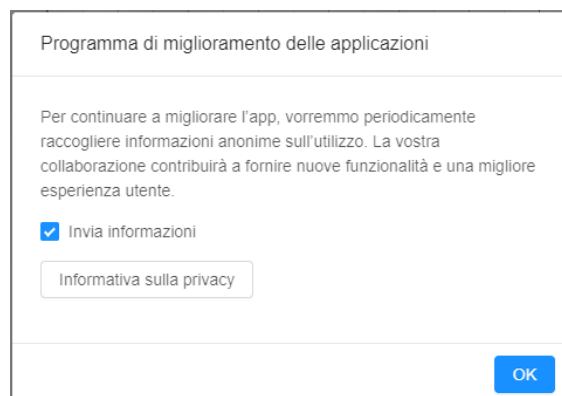 Programma di miglioramento delle applicazioni
Per continuare a migliorare l'app, vorremmo periodicamente
raccogliere informazioni anonime sull'utilizzo. La vostra
collaborazione contribuirà a fornire nuove funzionalità e una migliore
esperienza utente.
Invia informazioni
Informativa sulla privacy
OK